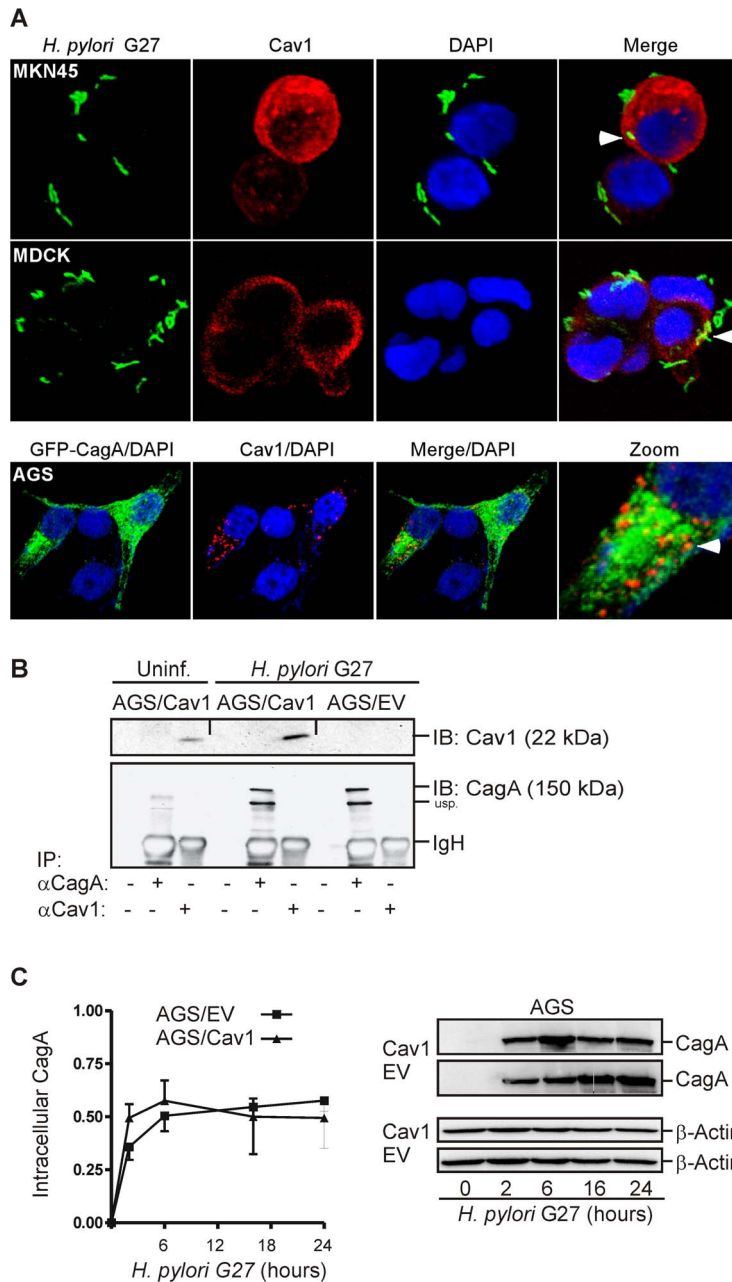 A
H. pylori G27 Cav1 DAPI Merge
MKN45
MDCK
GFP-CagA/DAPI Cav1/DAPI Merge/DAPI Zoom
AGS
B
Uninf. H. pylori G27
AGS/Cav1 AGS/Cav1 AGS/EV
IB: Cav1 (22 kDa)
IB: CagA (150 kDa)
usp.
IgH
IP:
αCagA: - + - - + - - + -
αCav1: - - + - - + - - +
C
AGS/EV
AGS/Cav1
1.00
0.75
0.50
0.25
0.00
Intracellular CagA
6 12 18 24
H. pylori G27 (hours)
AGS
Cav1 CagA
EV CagA
Cav1 β-Actin
EV β-Actin
0 2 6 16 24
H. pylori G27 (hours)